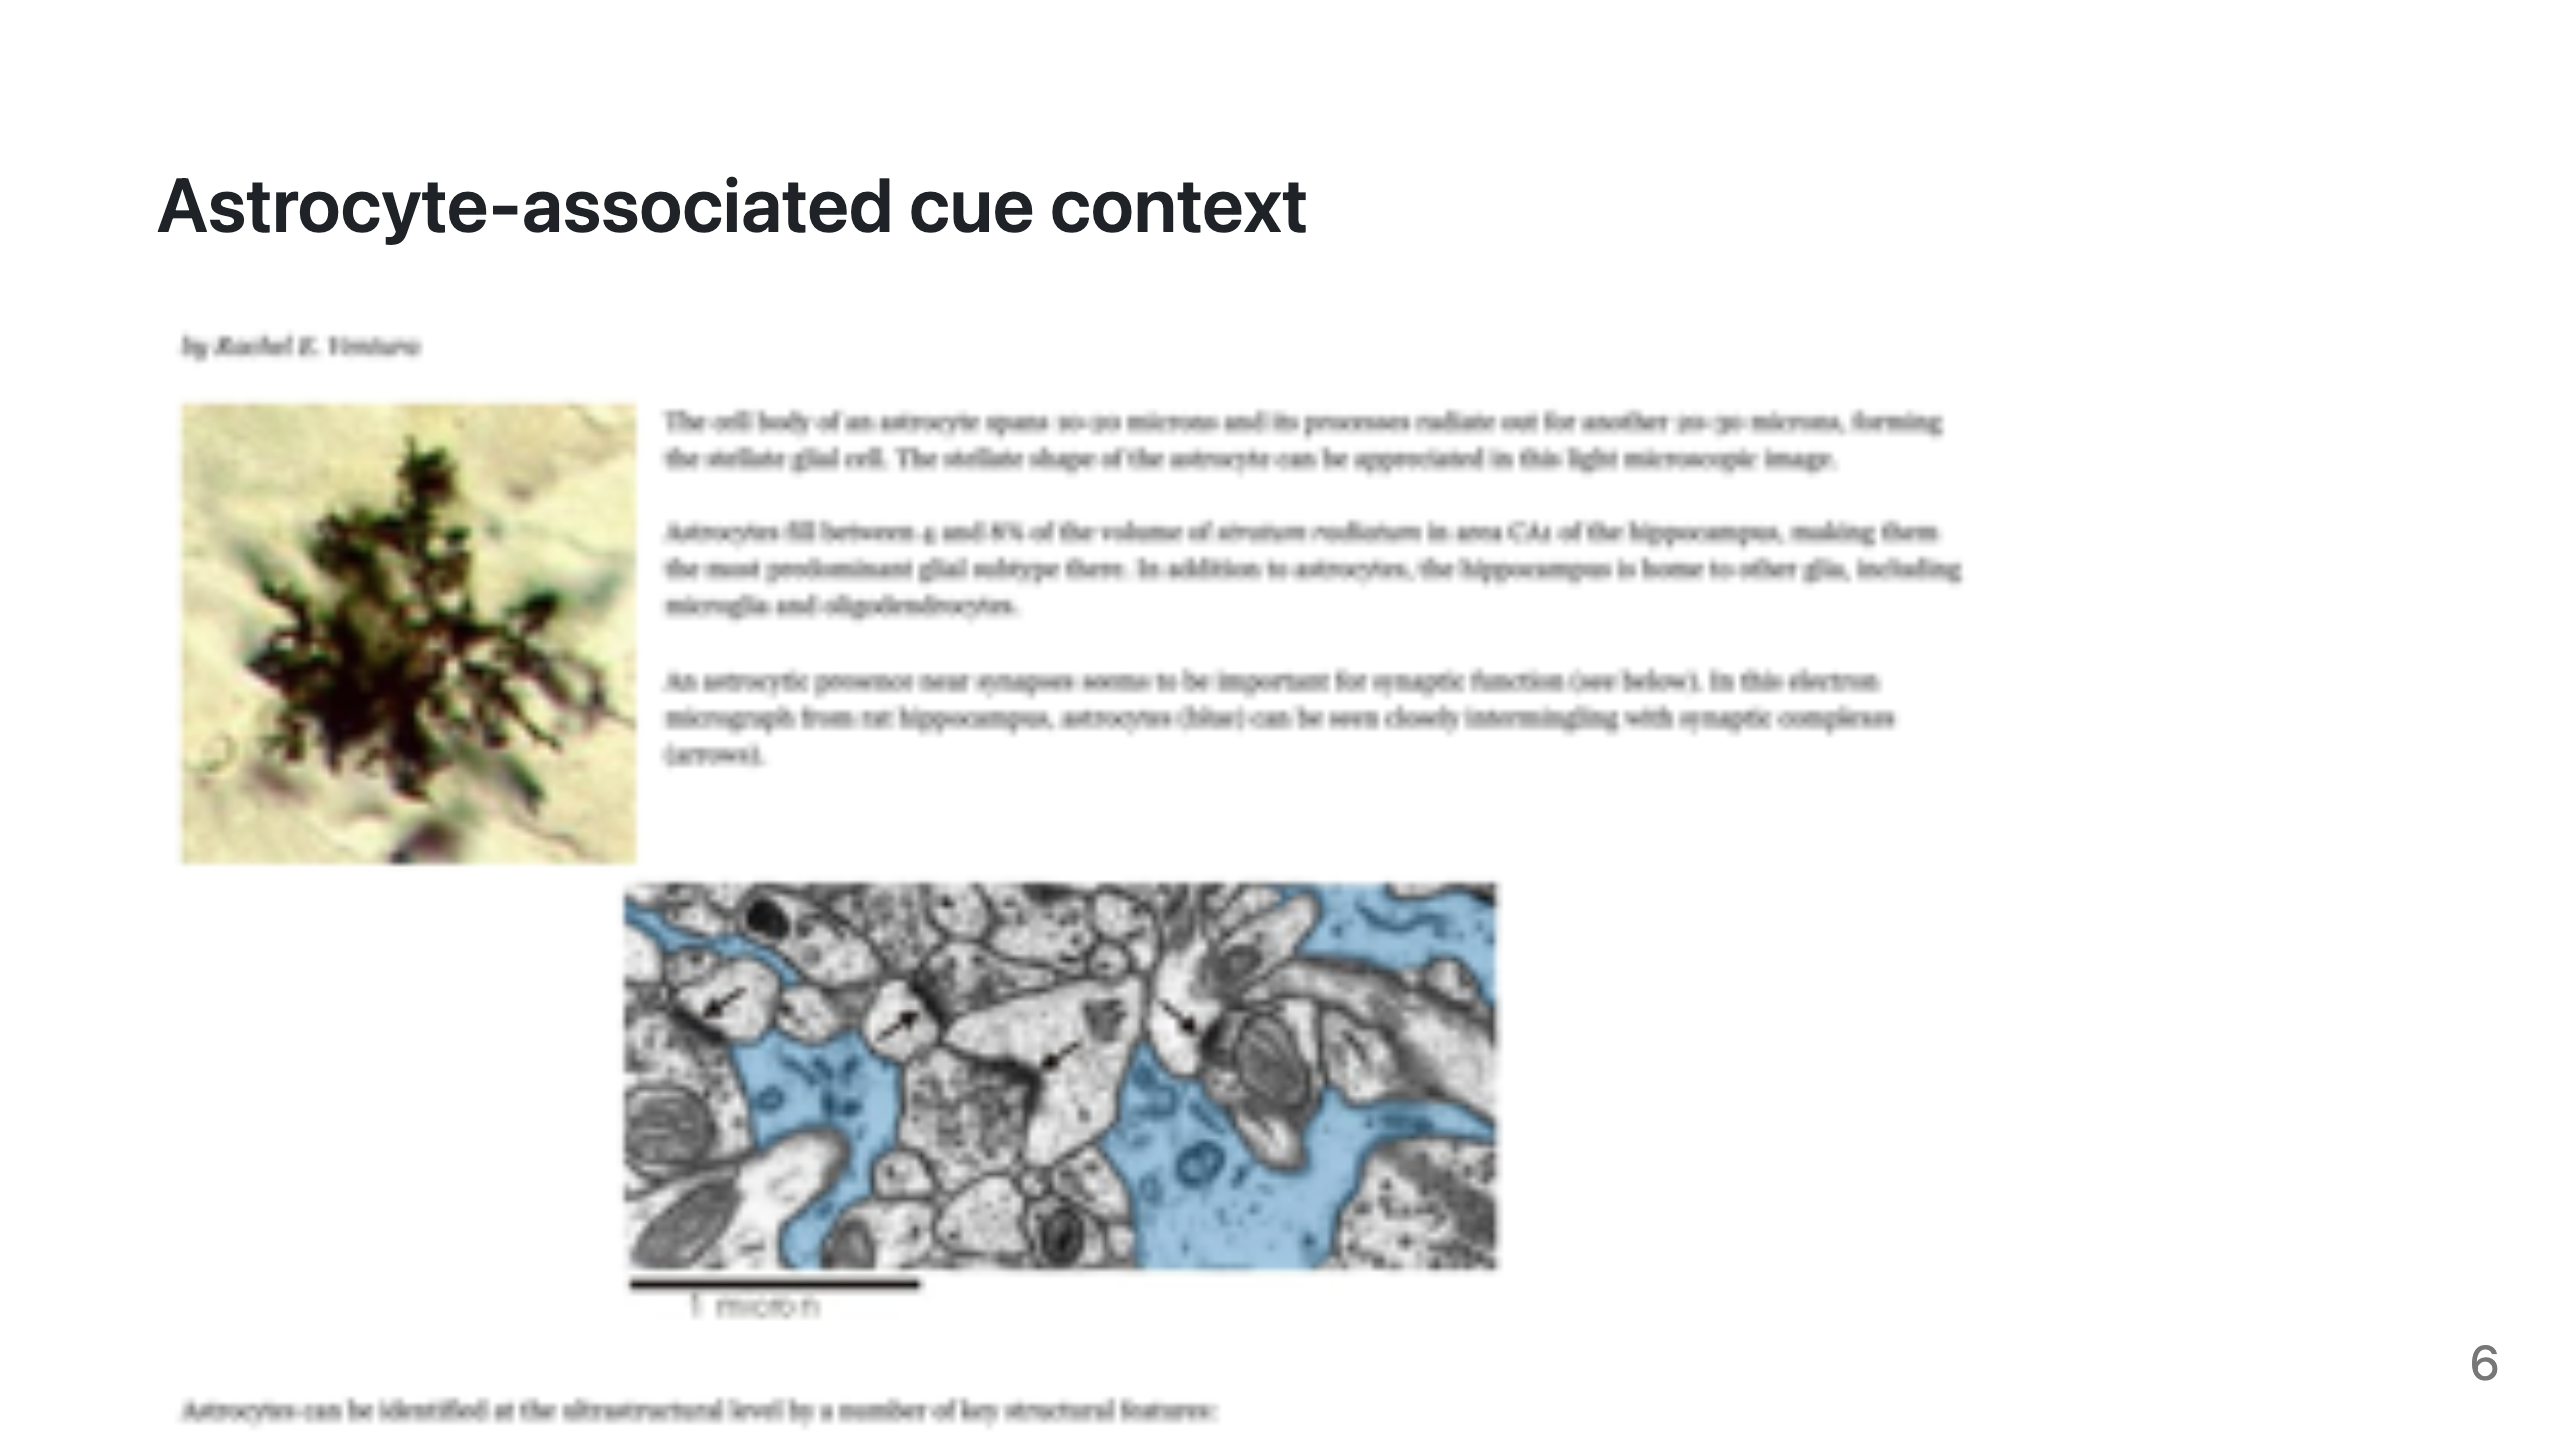 Astrocyte-associated cue context
by Rachel E. Ventura
The cell body of an astrocyte spans 10-20 microns and its processes radiate out for another 20-30 microns, forming
the stellate glial cell. The stellate shape of the astrocyte can be appreciated in this light microscopic image.
Astrocytes fill between 4 and 8% of the volume of stratum radiatum in area CA1 of the hippocampus, making them
the most predominant glial subtype there. In addition to astrocytes, the hippocampus is home to other glia, including
microglia and oligodendrocytes.
An astrocytic presence near synapses seems to be important for synaptic function (see below). In this electron
micrograph from rat hippocampus, astrocytes (blue) can be seen closely intermingling with synaptic complexes
(arrows).
1 micron
6
Astrocytes can be identified at the ultrastructural level by a number of key structural features: